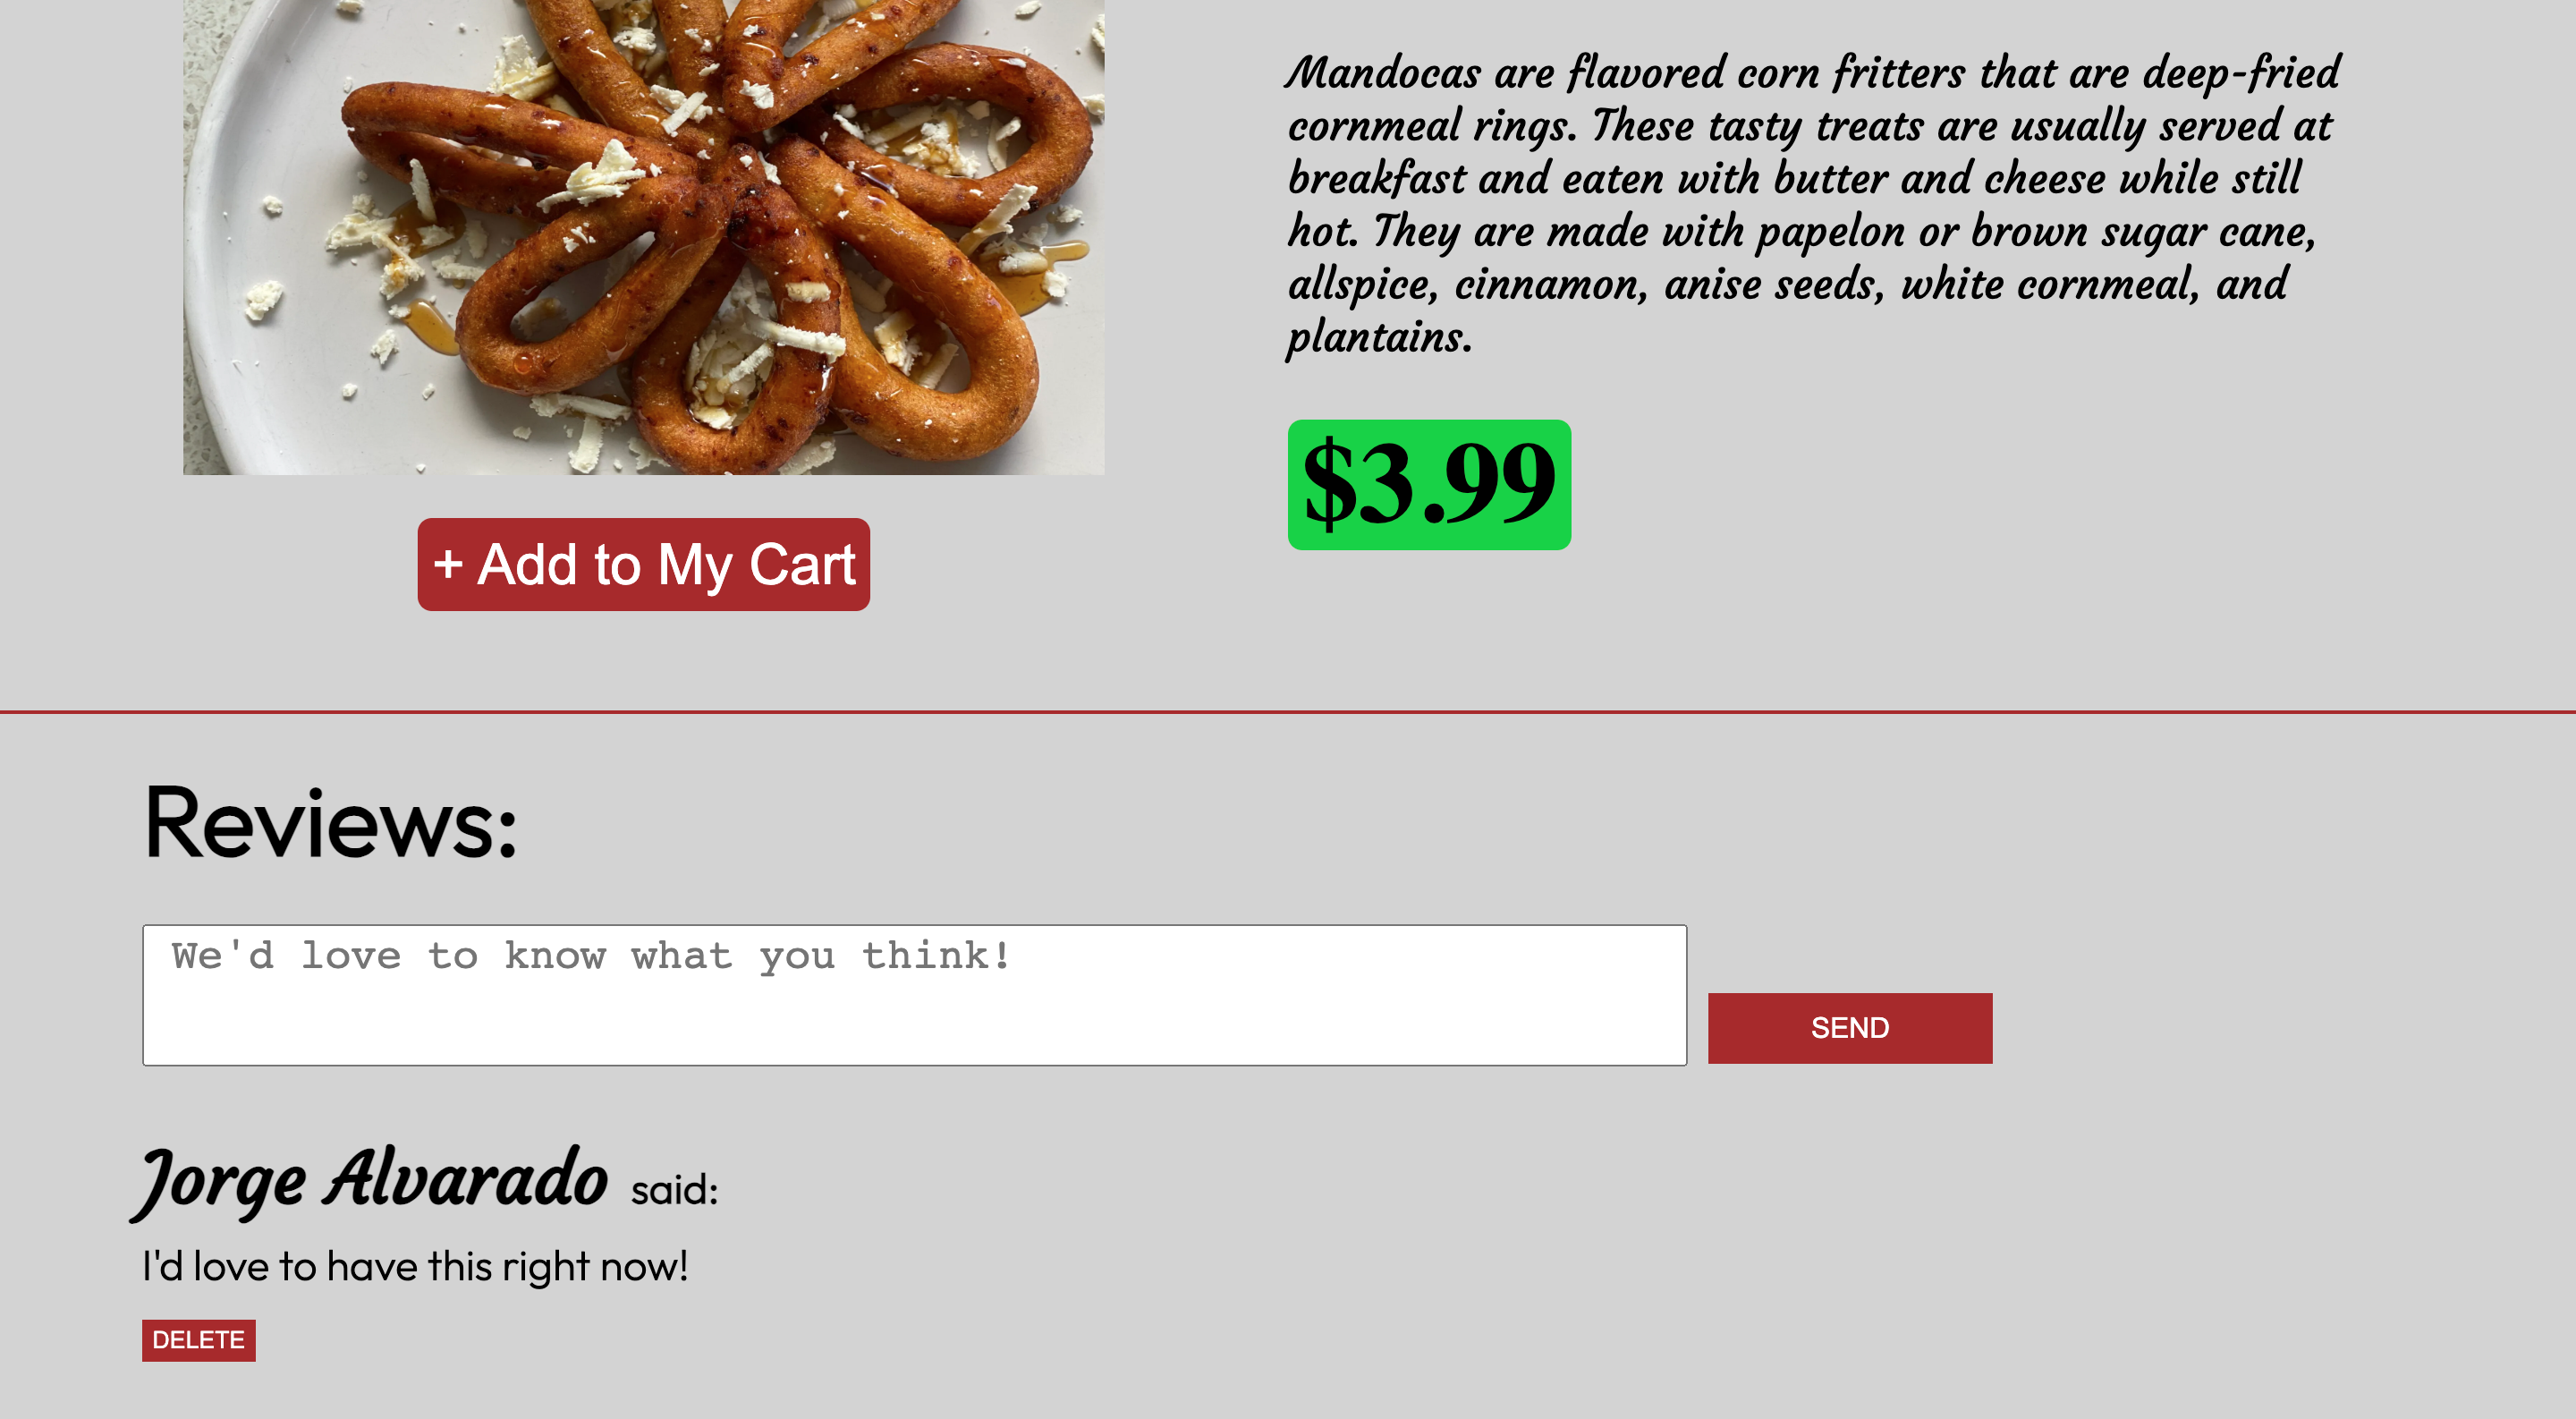 Mandocas are flavored corn fritters that are deep-fried
cornmeal rings. These tasty treats are usually served at
breakfast and eaten with butter and cheese while still
hot. They are made with papelon or brown sugar cane,
allspice, cinnamon, anise seeds, white cornmeal, and
plantains.
$3.99
+ Add to My Cart
Reviews:
We'd love to know what you think!
SEND
Jorge Alvarado said:
I'd love to have this right now!
DELETE